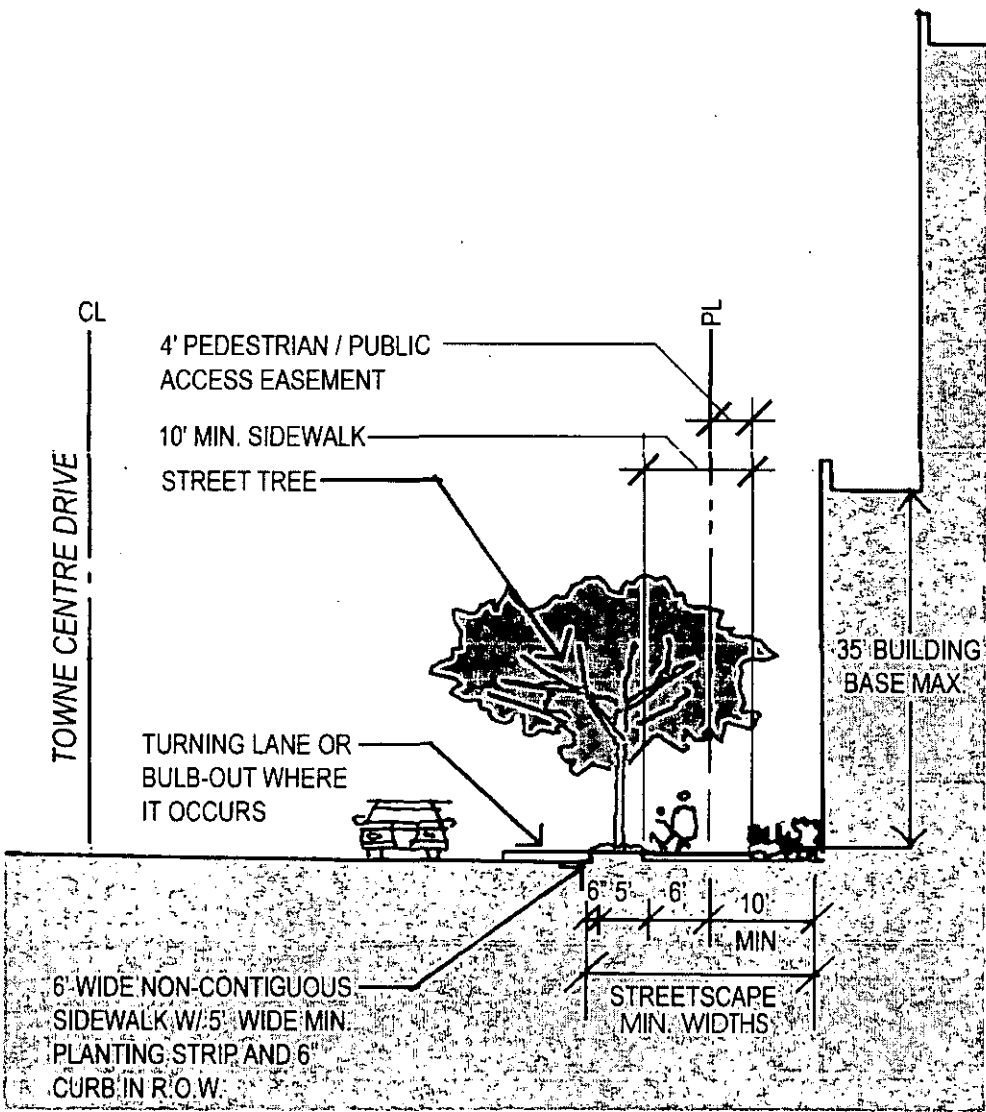 CL
PL
4' PEDESTRIAN / PUBLIC
ACCESS EASEMENT
10' MIN. SIDEWALK
STREET TREE
TOWNE CENTRE DRIVE
35' BUILDING
BASE MAX.
TURNING LANE OR
BULB-OUT WHERE
IT OCCURS
6" 5' 6' 10'
MIN
STREETSCAPE
MIN. WIDTHS
6'-WIDE NON-CONTIGUOUS
SIDEWALK W/ 5' WIDE MIN.
PLANTING STRIP AND 6"
CURB IN R.O.W.